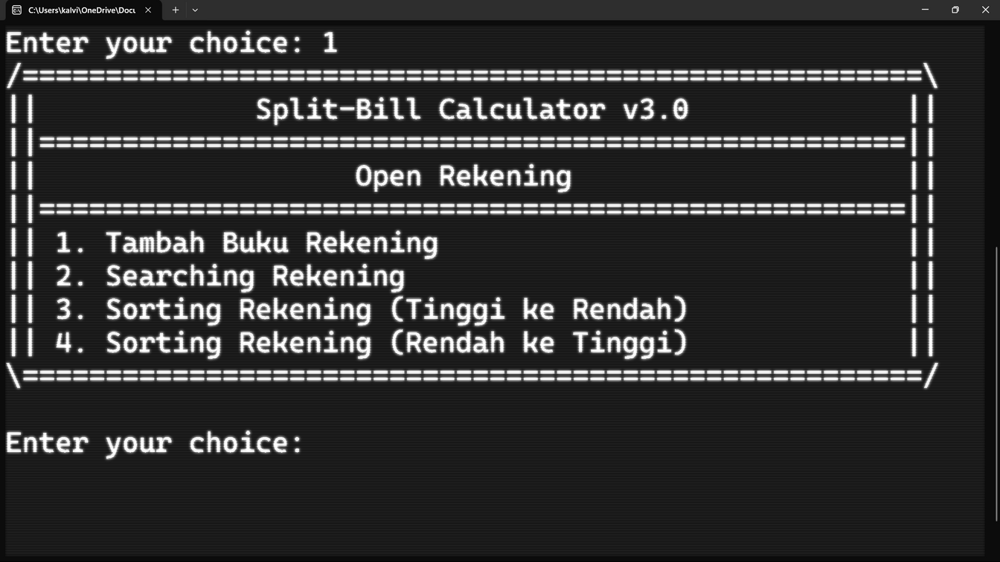 C:\Users\kalvi\OneDrive\Docu
Enter your choice: 1
/======================================================\
||             Split-Bill Calculator v3.0             ||
||====================================================||
||                   Open Rekening                    ||
||====================================================||
|| 1. Tambah Buku Rekening                            ||
|| 2. Searching Rekening                              ||
|| 3. Sorting Rekening (Tinggi ke Rendah)             ||
|| 4. Sorting Rekening (Rendah ke Tinggi)             ||
\======================================================/
Enter your choice: